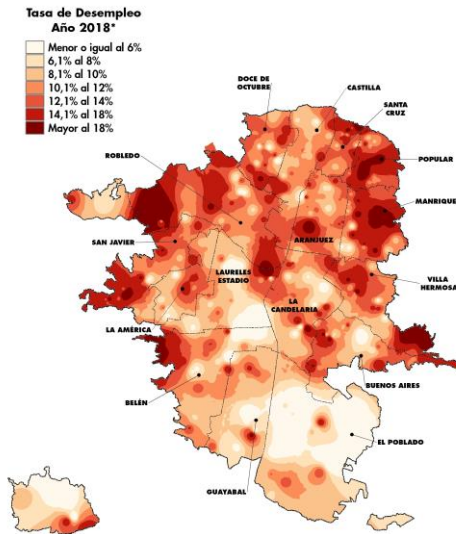 Tasa de Desempleo
Año 2018*
Menor o igual al 6%
6,1% al 8%
8,1% al 10%
10,1% al 12%
12,1% al 14%
14,1% al 18%
Mayor al 18%
DOCE DE
OCTUBRE
CASTILLA
SANTA
CRUZ
ROBLEDO
POPULAR
MANRIQUE
SAN JAVIER
ARANJUEZ
LAURELES
ESTADIO
VILLA
HERMOSA
LA
CANDELARIA
LA AMÉRICA
BUENOS AIRES
BELÉN
EL POBLADO
GUAYABAL